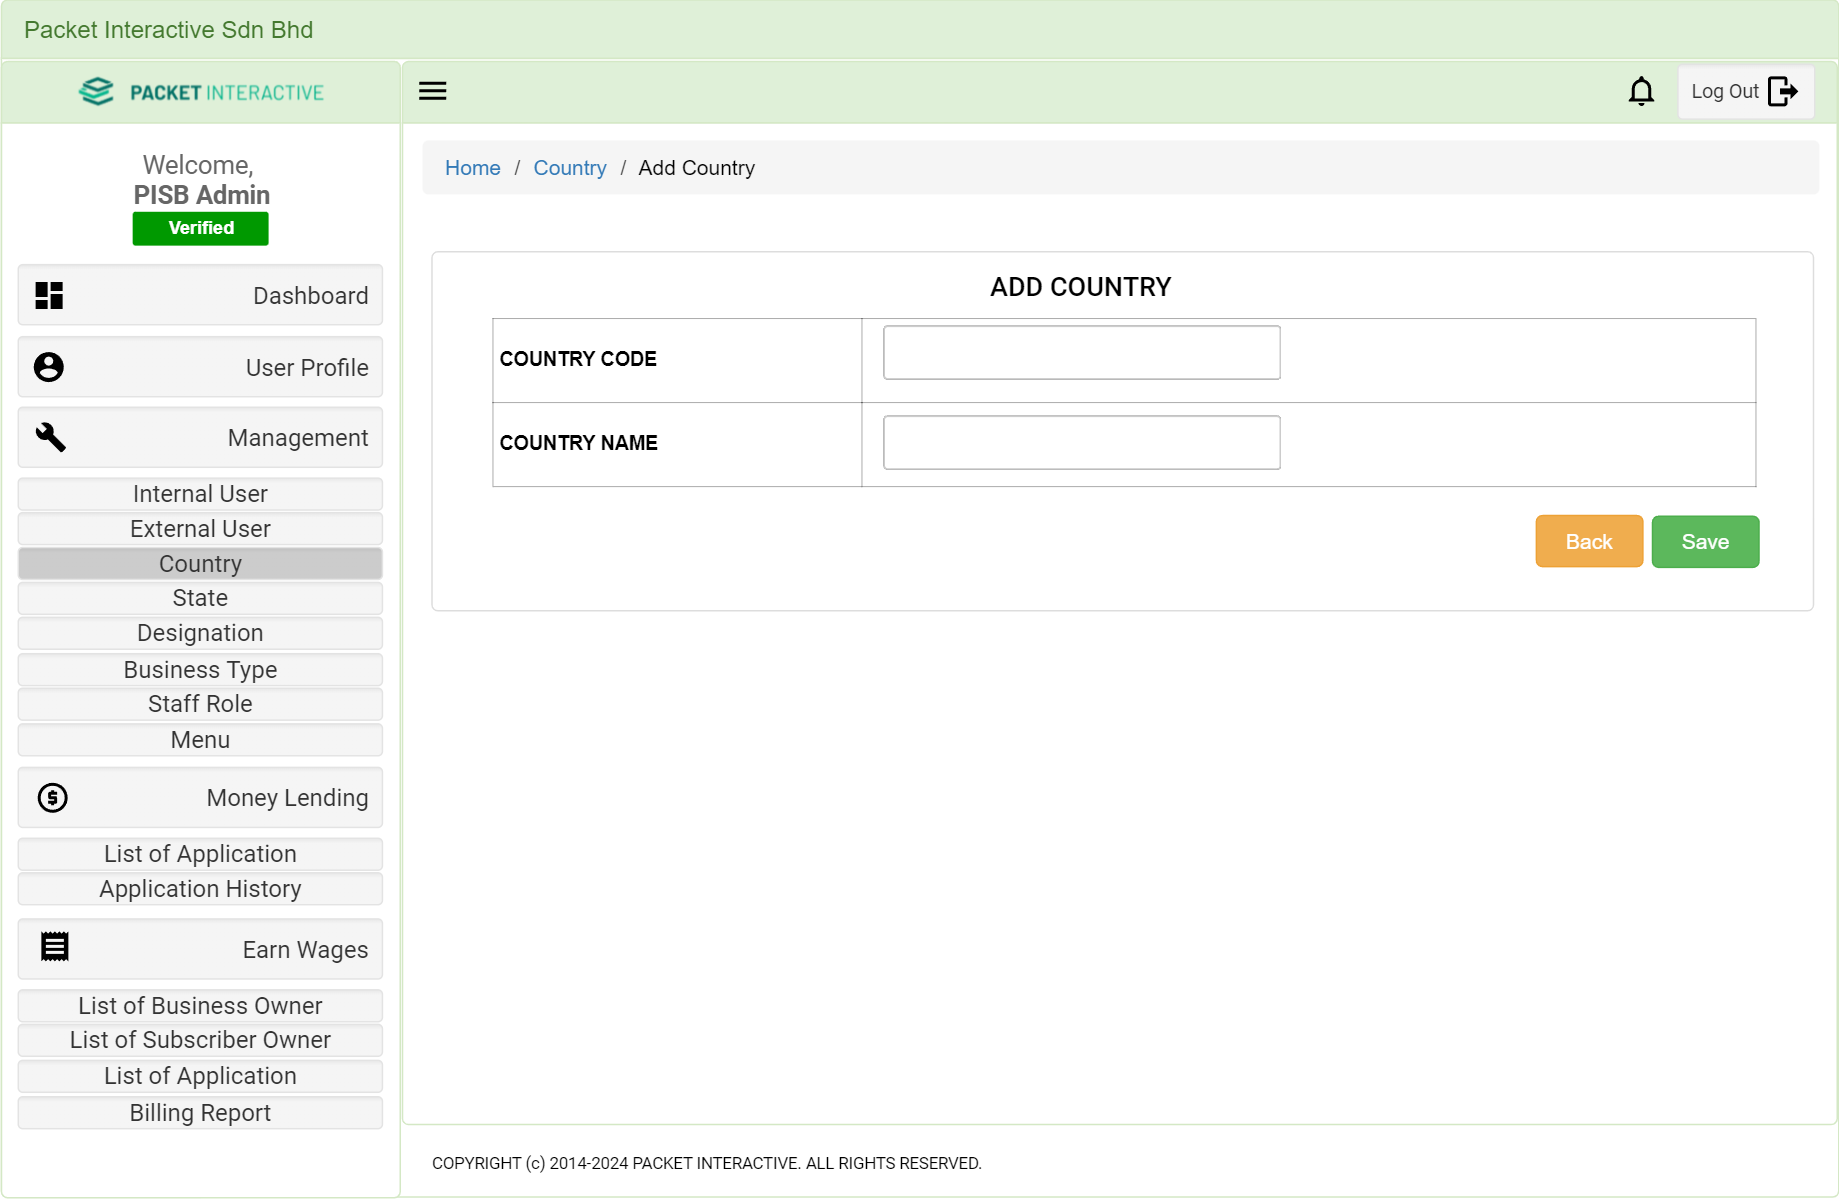 Packet Interactive Sdn Bhd
PACKET INTERACTIVE
Log Out
Welcome,
PISB Admin
Verified
Dashboard
User Profile
Management
Internal User
External User
Country
State
Designation
Business Type
Staff Role
Menu
Money Lending
List of Application
Application History
Earn Wages
List of Business Owner
List of Subscriber Owner
List of Application
Billing Report
Home / Country / Add Country
ADD COUNTRY
COUNTRY CODE
COUNTRY NAME
Back Save
COPYRIGHT (c) 2014-2024 PACKET INTERACTIVE. ALL RIGHTS RESERVED.